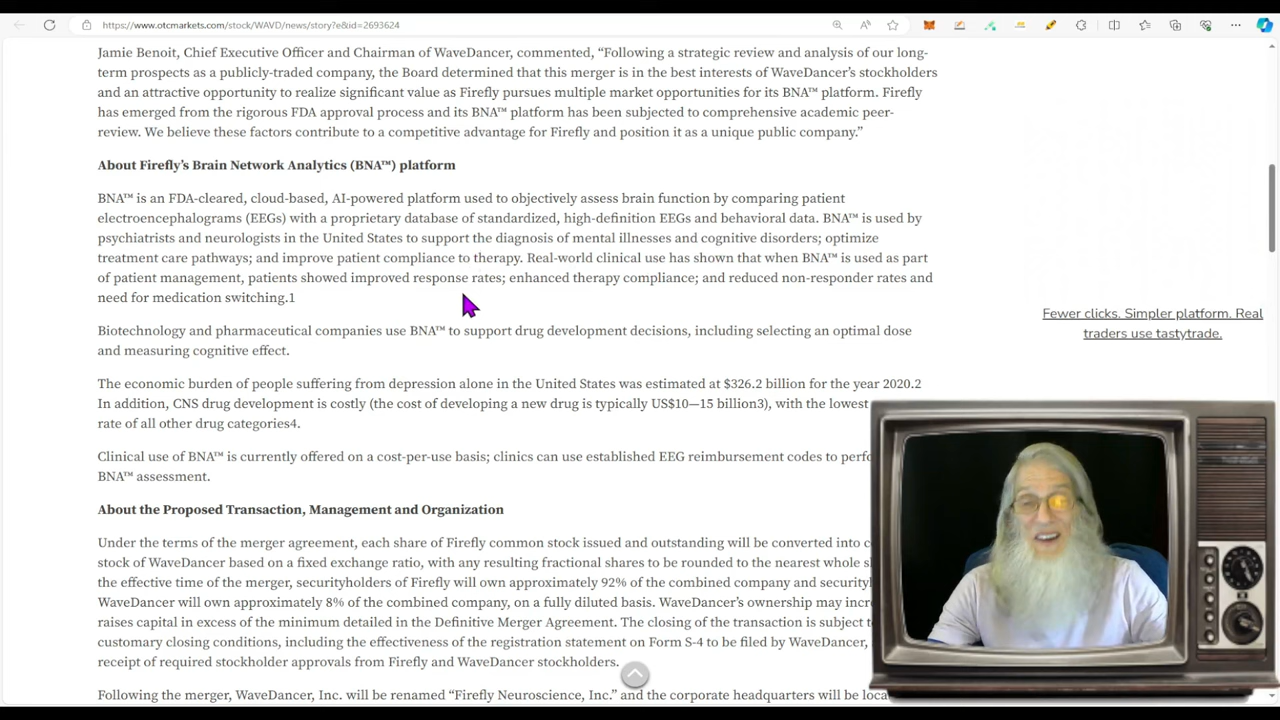 https://www.otcmarkets.com/stock/WAVD/news/story?e&id=2693624
Jamie Benoit, Chief Executive Officer and Chairman of WaveDancer, commented, “Following a strategic review and analysis of our long-
term prospects as a publicly-traded company, the Board determined that this merger is in the best interests of WaveDancer’s stockholders
and an attractive opportunity to realize significant value as Firefly pursues multiple market opportunities for its BNA™ platform. Firefly
has emerged from the rigorous FDA approval process and its BNA™ platform has been subjected to comprehensive academic peer-
review. We believe these factors contribute to a competitive advantage for Firefly and position it as a unique public company.”
About Firefly’s Brain Network Analytics (BNA™) platform
BNA™ is an FDA-cleared, cloud-based, AI-powered platform used to objectively assess brain function by comparing patient
electroencephalograms (EEGs) with a proprietary database of standardized, high-definition EEGs and behavioral data. BNA™ is used by
psychiatrists and neurologists in the United States to support the diagnosis of mental illnesses and cognitive disorders; optimize
treatment care pathways; and improve patient compliance to therapy. Real-world clinical use has shown that when BNA™ is used as part
of patient management, patients showed improved response rates; enhanced therapy compliance; and reduced non-responder rates and
need for medication switching.1
Biotechnology and pharmaceutical companies use BNA™ to support drug development decisions, including selecting an optimal dose
and measuring cognitive effect.
The economic burden of people suffering from depression alone in the United States was estimated at $326.2 billion for the year 2020.2
In addition, CNS drug development is costly (the cost of developing a new drug is typically US$10—15 billion3), with the lowest
rate of all other drug categories4.
Clinical use of BNA™ is currently offered on a cost-per-use basis; clinics can use established EEG reimbursement codes to perfo
BNA™ assessment.
About the Proposed Transaction, Management and Organization
Under the terms of the merger agreement, each share of Firefly common stock issued and outstanding will be converted into c
stock of WaveDancer based on a fixed exchange ratio, with any resulting fractional shares to be rounded to the nearest whole s
the effective time of the merger, securityholders of Firefly will own approximately 92% of the combined company and security
WaveDancer will own approximately 8% of the combined company, on a fully diluted basis. WaveDancer’s ownership may incr
raises capital in excess of the minimum detailed in the Definitive Merger Agreement. The closing of the transaction is subject t
customary closing conditions, including the effectiveness of the registration statement on Form S-4 to be filed by WaveDancer,
receipt of required stockholder approvals from Firefly and WaveDancer stockholders.
Following the merger, WaveDancer, Inc. will be renamed “Firefly Neuroscience, Inc.” and the corporate headquarters will be loca
Fewer clicks. Simpler platform. Real
traders use tastytrade.